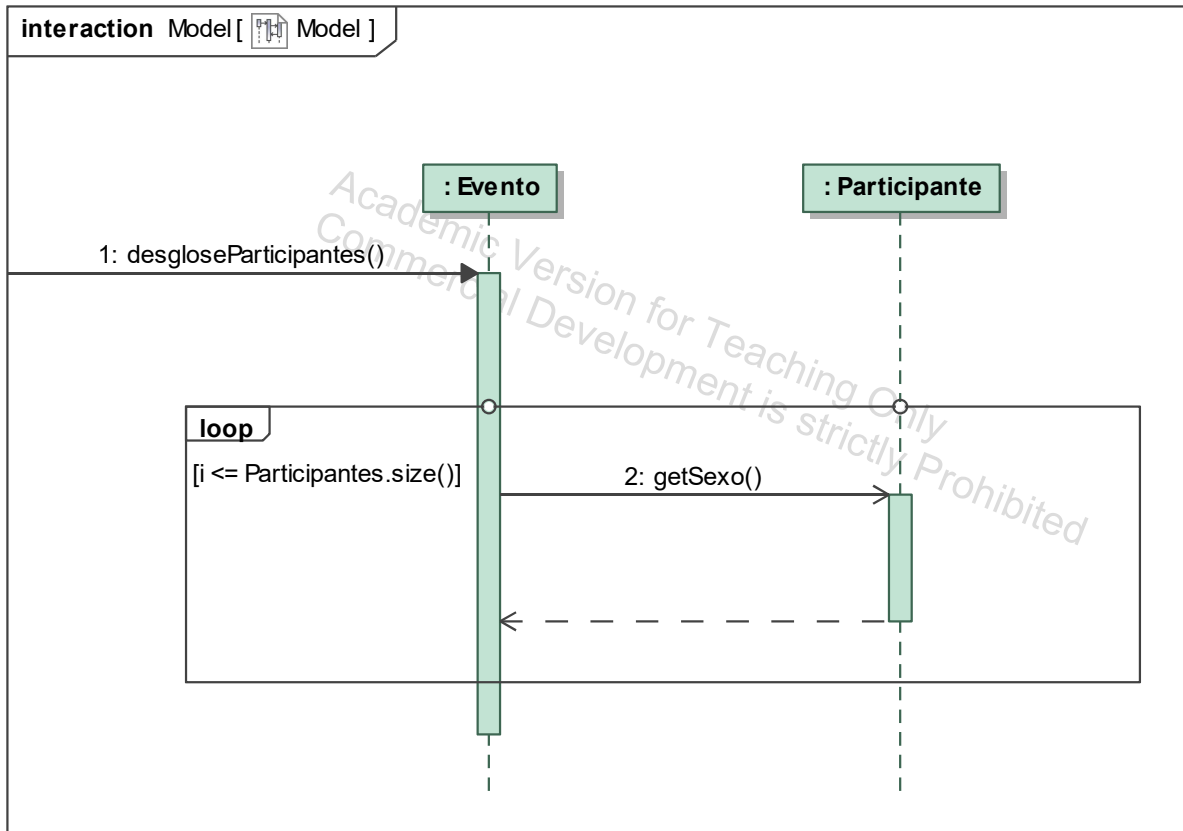 interaction Model [ Model ]
: Evento
: Participante
Academic Version for Teaching Only
Commercial Development is strictly Prohibited
1: desgloseParticipantes()
loop
[i <= Participantes.size()]
2: getSexo()